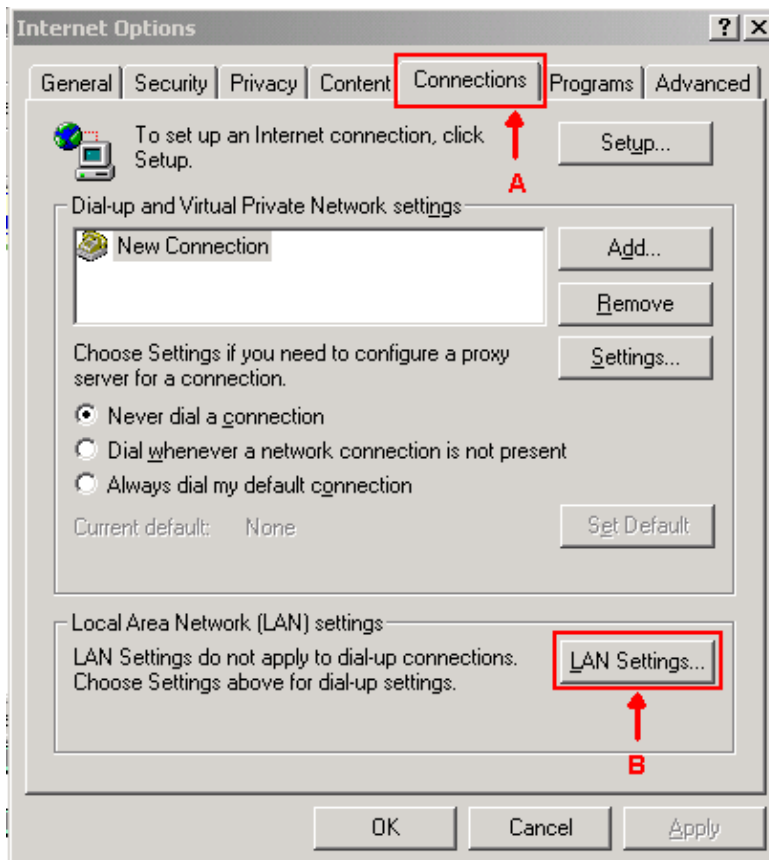 Internet Options
General Security Privacy Content Connections Programs Advanced
To set up an Internet connection, click
Setup.
Setup...
A
Dial-up and Virtual Private Network settings
New Connection
Add...
Remove
Choose Settings if you need to configure a proxy
server for a connection.
Settings...
Never dial a connection
Dial whenever a network connection is not present
Always dial my default connection
Current default: None
Set Default
Local Area Network (LAN) settings
LAN Settings do not apply to dial-up connections.
Choose Settings above for dial-up settings.
LAN Settings...
B
OK Cancel Apply